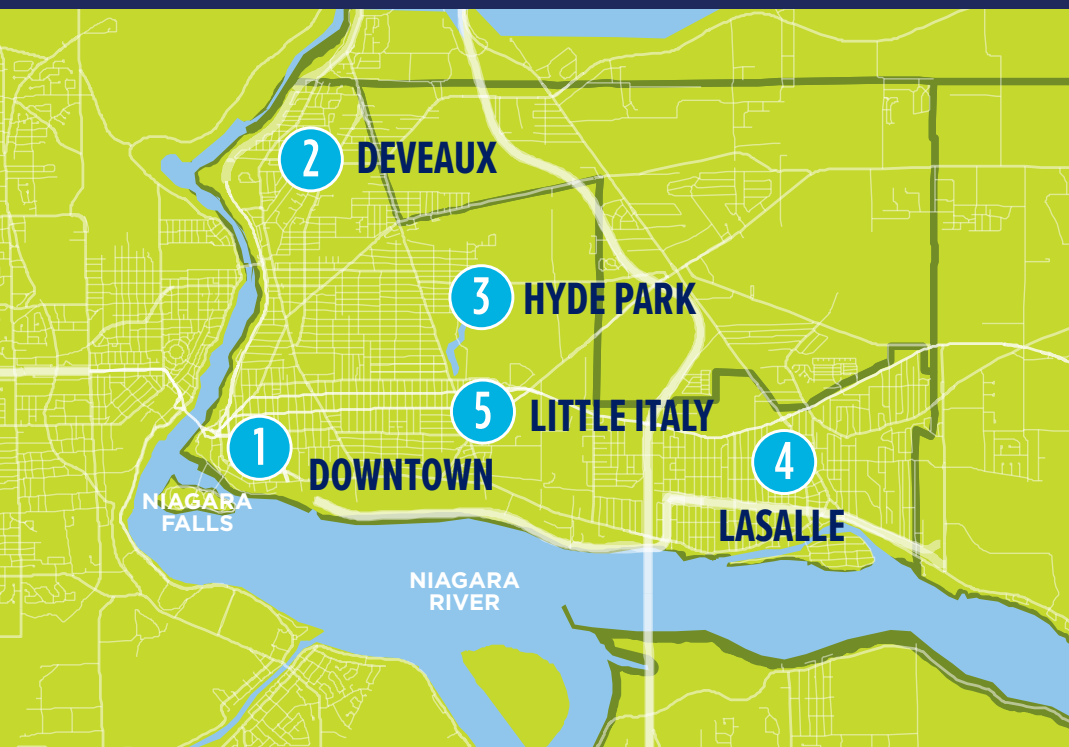 2 DEVEAUX
3 HYDE PARK
5 LITTLE ITALY
1 DOWNTOWN
4
LASALLE
NIAGARA
FALLS
NIAGARA
RIVER